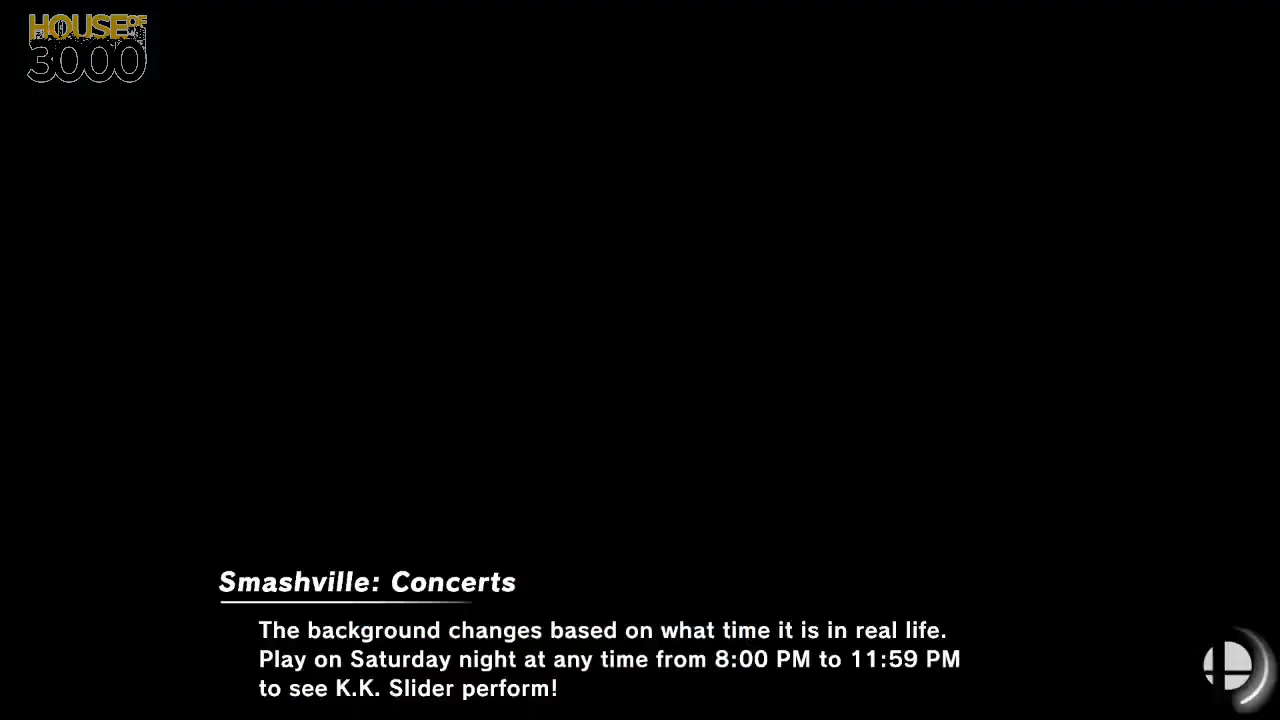 HOUSE OF
3000
Smashville: Concerts
The background changes based on what time it is in real life.
Play on Saturday night at any time from 8:00 PM to 11:59 PM
to see K.K. Slider perform!